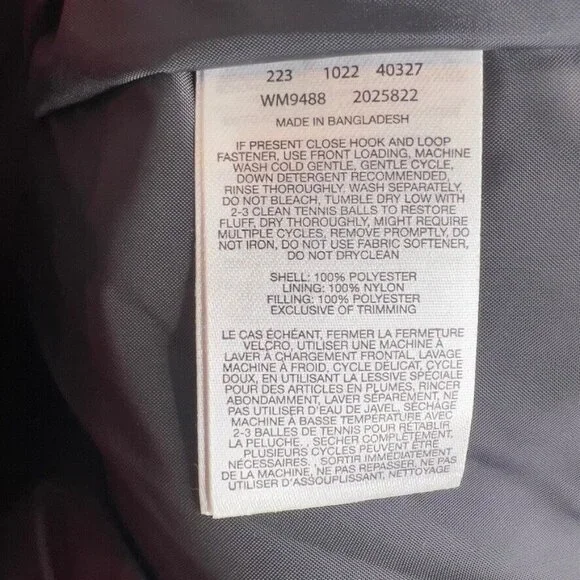 223 1022 40327
WM9488 2025822
MADE IN BANGLADESH
IF PRESENT CLOSE HOOK AND LOOP
FASTENER, USE FRONT LOADING, MACHINE
WASH COLD GENTLE, GENTLE CYCLE,
DOWN DETERGENT RECOMMENDED,
RINSE THOROUGHLY. WASH SEPARATELY,
DO NOT BLEACH, TUMBLE DRY LOW WITH
2-3 CLEAN TENNIS BALLS TO RESTORE
FLUFF, DRY THOROUGHLY, MIGHT REQUIRE
MULTIPLE CYCLES, REMOVE PROMPTLY, DO
NOT IRON, DO NOT USE FABRIC SOFTENER,
DO NOT DRYCLEAN
SHELL: 100% POLYESTER
LINING: 100% NYLON
FILLING: 100% POLYESTER
EXCLUSIVE OF TRIMMING
LE CAS ÉCHÉANT, FERMER LA FERMETURE
VELCRO, UTILISER UNE MACHINE À
LAVER À CHARGEMENT FRONTAL, LAVAGE
MACHINE À FROID, CYCLE DÉLICAT, CYCLE
DOUX, EN UTILISANT LA LESSIVE SPÉCIALE
POUR DES ARTICLES EN PLUMES, RINCER
ABONDAMMENT, LAVER SÉPARÉMENT, NE
PAS UTILISER D'EAU DE JAVEL, SÉCHAGE
MACHINE À BASSE TEMPÉRATURE AVEC
2-3 BALLES DE TENNIS POUR RÉTABLIR
LA PELUCHE, SÉCHER COMPLÈTEMENT,
PLUSIEURS CYCLES PEUVENT ÊTRE
NÉCESSAIRES, SORTIR IMMÉDIATEMENT
DE LA MACHINE, NE PAS REPASSER, NE PAS
UTILISER D'ASSOUPLISSANT, NETTOYAGE